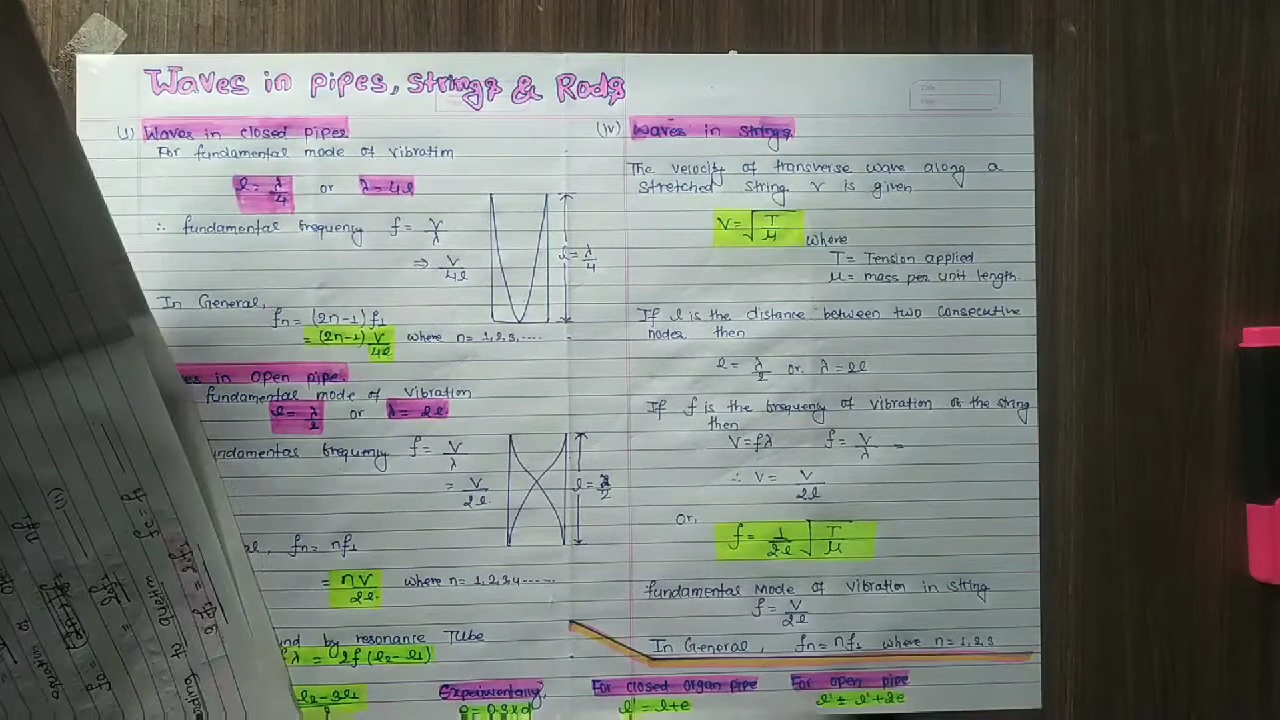 Waves in pipes, strings & Rods
(i) Waves in closed pipes
For fundamental mode of vibration
l = λ/4 or λ = 4l
∴ fundamental frequency f = V/λ
⇒ V/4l
l = λ/4
In General,
fn = (2n-1) f1
= (2n-1) V/4l where n = 1,2,3,....
es in open pipe.
fundamental mode of vibration
l = λ/2 or λ = 2l
undamental frequency f = V/λ
= V/2l
l = λ/2
al, fn = nf1
= nV/2l where n = 1,2,3,4.....
und by resonance Tube
fλ = 2f(l2 - l1)
Experimentally,
For closed organ pipe
l' = l+e
For open pipe
(iv) Waves in strings
The velocity of transverse wave along a
stretched string V is given
V = √T/μ where
T = Tension applied
μ = mass per unit length
If l is the distance between two consecutive
nodes then
l = λ/2 or λ = 2l
If f is the frequency of vibration of the string
then
V = fλ f = V/λ =
∴ V = V/2l
Or,
f = 1/2l √T/μ
fundamental mode of vibration in string
f = V/2l
In General, fn = nf1 where n = 1,2,3